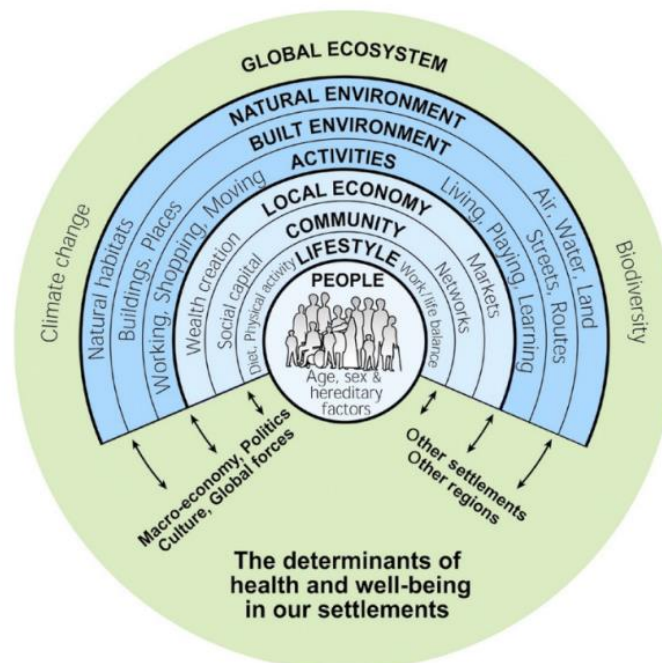 GLOBAL ECOSYSTEM
NATURAL ENVIRONMENT
BUILT ENVIRONMENT
ACTIVITIES
LOCAL ECONOMY
COMMUNITY
LIFESTYLE
PEOPLE
Age, sex &
hereditary
factors
Climate change
Natural habitats
Buildings, Places
Working, Shopping, Moving
Wealth creation
Social capital
Diet, Physical activity
Work/life balance
Networks
Markets
Living, Playing, Learning
Streets, Routes
Air, Water, Land
Biodiversity
Macro-economy, Politics
Culture, Global forces
Other settlements
Other regions
The determinants of
health and well-being
in our settlements